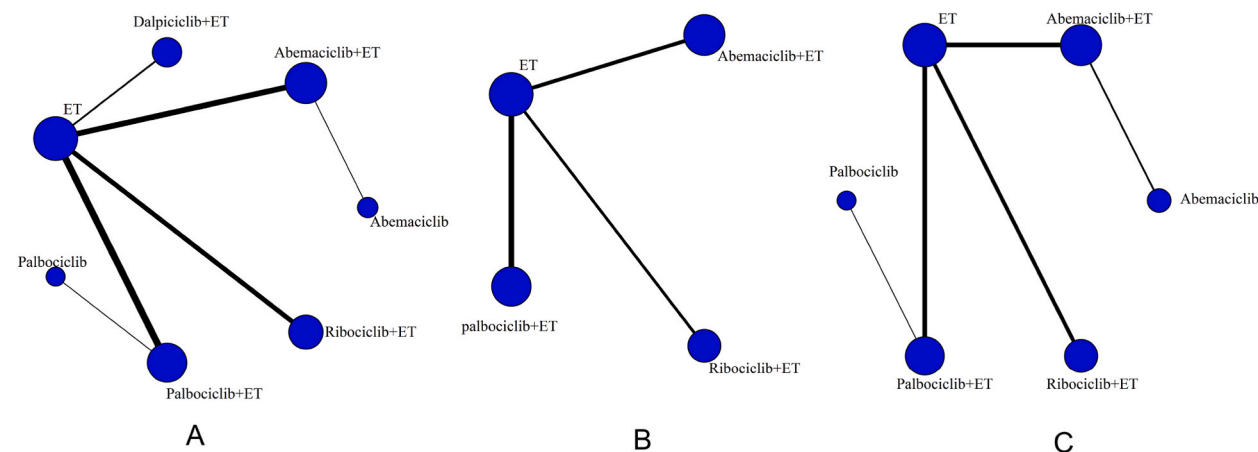 Dalpiciclib+ET
Abemaciclib+ET
ET
Abemaciclib
Palbociclib
Ribociclib+ET
Palbociclib+ET
A
ET
Abemaciclib+ET
palbociclib+ET
Ribociclib+ET
B
ET
Abemaciclib+ET
Palbociclib
Abemaciclib
Palbociclib+ET
Ribociclib+ET
C